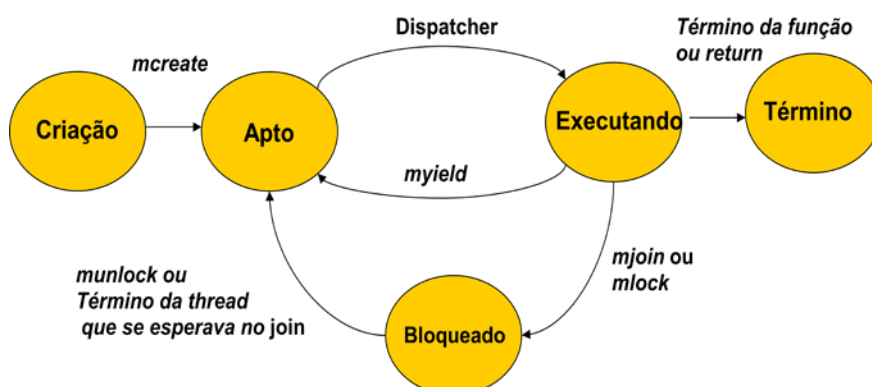 Dispatcher
Término da função
ou return
mcreate
Criação
Apto
Executando
Término
myield
mjoin ou
mlock
munlock ou
Término da thread
que se esperava no join
Bloqueado